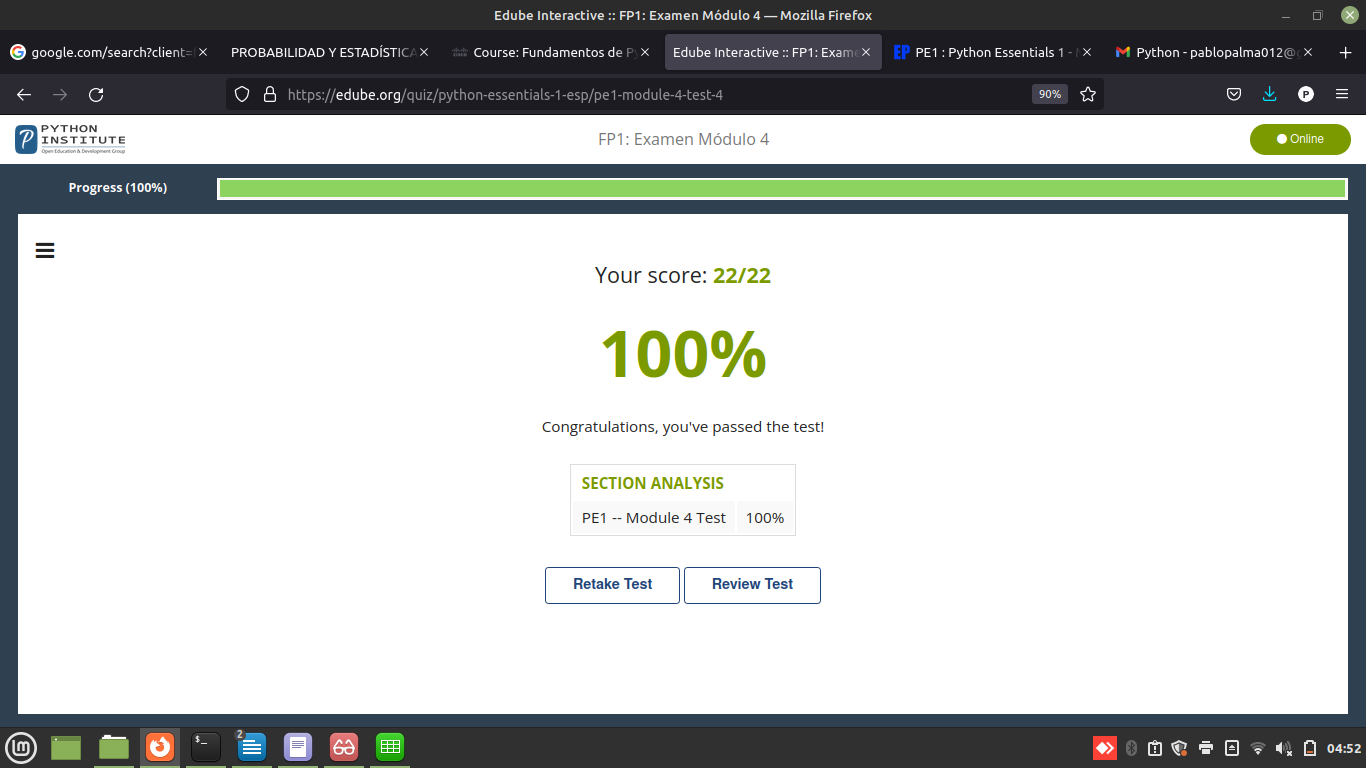 Edube Interactive :: FP1: Examen Módulo 4 — Mozilla Firefox
google.com/search?client=
PROBABILIDAD Y ESTADÍSTICA
Course: Fundamentos de Py
Edube Interactive :: FP1: Exame
EP
PE1 : Python Essentials 1 -
Python - pablopalma012@g
https://edube.org/quiz/python-essentials-1-esp/pe1-module-4-test-4
90%
P
PYTHON
INSTITUTE
Open Education & Development Group
FP1: Examen Módulo 4
Online
Progress (100%)
Your score: 22/22
100%
Congratulations, you've passed the test!
SECTION ANALYSIS
PE1 -- Module 4 Test 100%
Retake Test
Review Test
2
$_
04:52